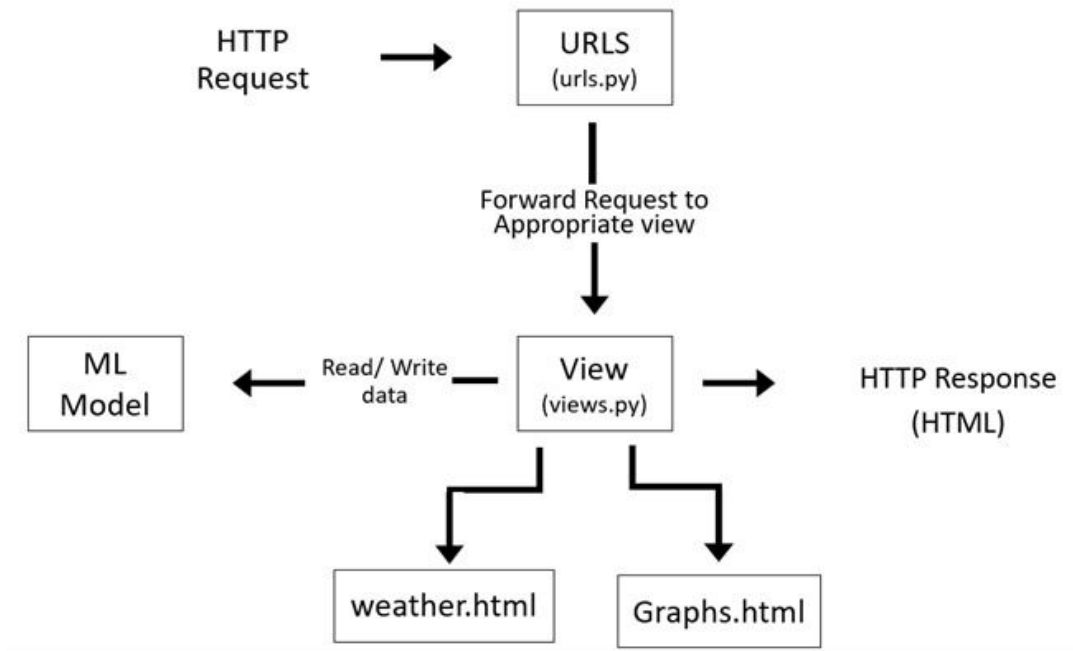 HTTP
Request
URLS
(urls.py)
Forward Request to
Appropriate view
ML
Model
Read/ Write
data
View
(views.py)
HTTP Response
(HTML)
weather.html
Graphs.html